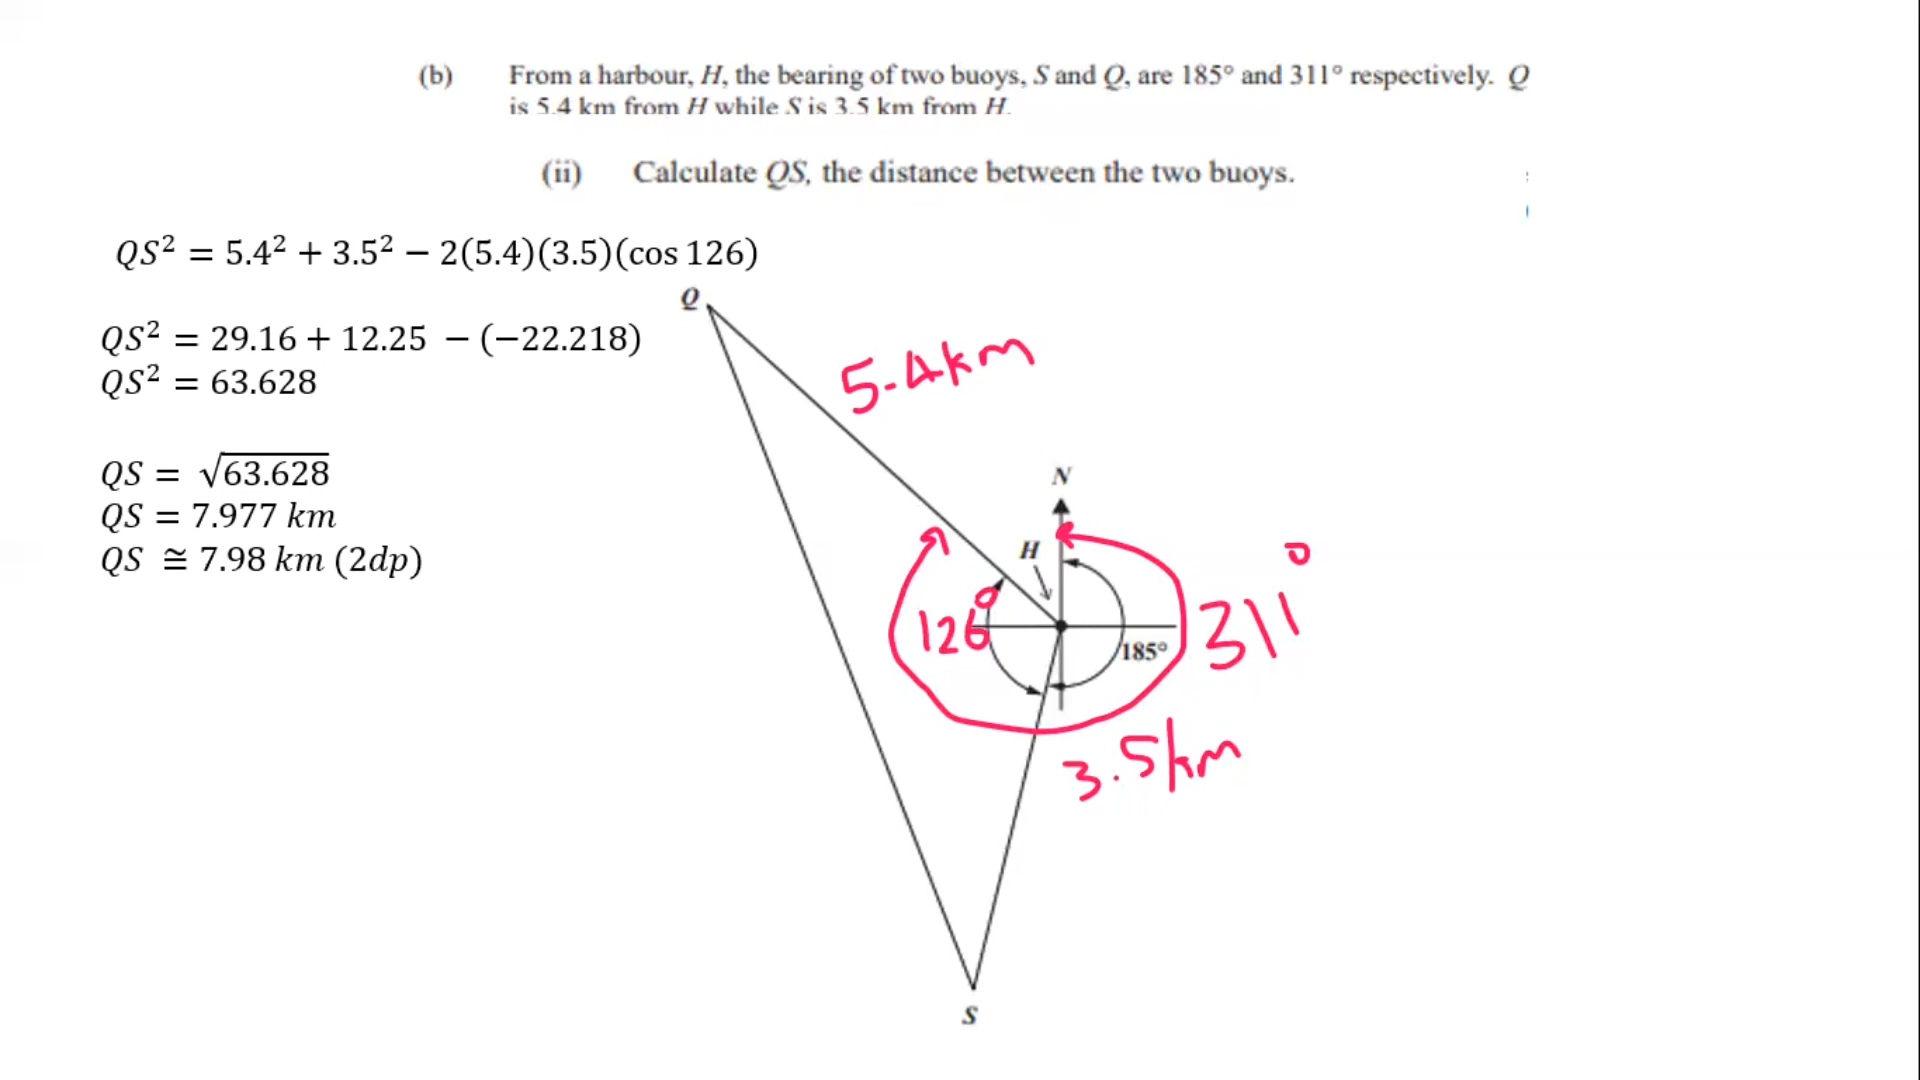 (b) From a harbour, H, the bearing of two buoys, S and Q, are 185° and 311° respectively. Q
is 5.4 km from H while S is 3.5 km from H.
(ii) Calculate QS, the distance between the two buoys.
QS² = 5.4² + 3.5² − 2(5.4)(3.5)(cos 126)
QS² = 29.16 + 12.25 − (−22.218)
QS² = 63.628
QS = √63.628
QS = 7.977 km
QS ≅ 7.98 km (2dp)
Q
5.4km
N
H
311°
126°
185°
3.5km
S